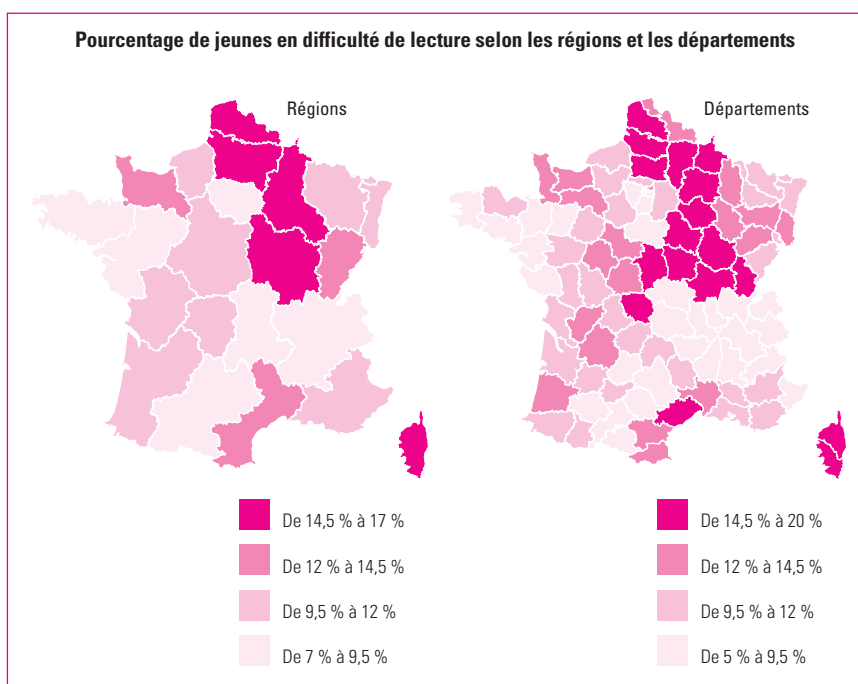 Pourcentage de jeunes en difficulté de lecture selon les régions et les départements
Régions
De 14,5 % à 17 %
De 12 % à 14,5 %
De 9,5 % à 12 %
De 7 % à 9,5 %
Départements
De 14,5 % à 20 %
De 12 % à 14,5 %
De 9,5 % à 12 %
De 5 % à 9,5 %